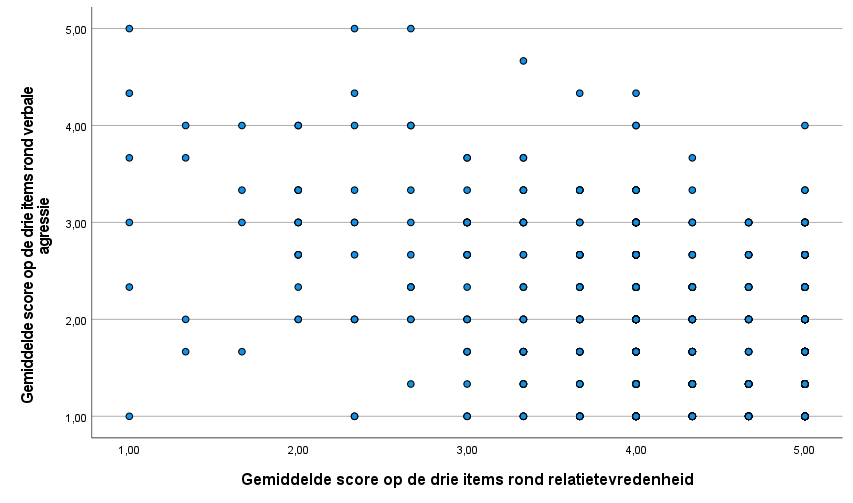 Gemiddelde score op de drie items rond verbale
agressie
5,00
4,00
3,00
2,00
1,00
1,00 2,00 3,00 4,00 5,00
Gemiddelde score op de drie items rond relatietevredenheid